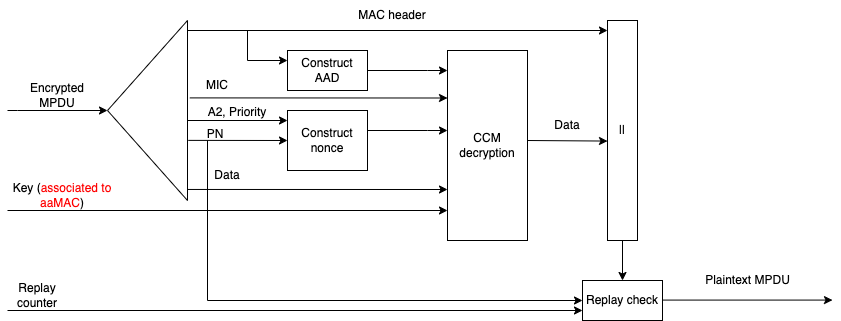 MAC header
Construct
AAD
Encrypted
MPDU
MIC
A2, Priority
Construct
nonce
PN
CCM
decryption
Data
||
Data
Key (associated to
aaMAC)
Replay
counter
Replay check
Plaintext MPDU